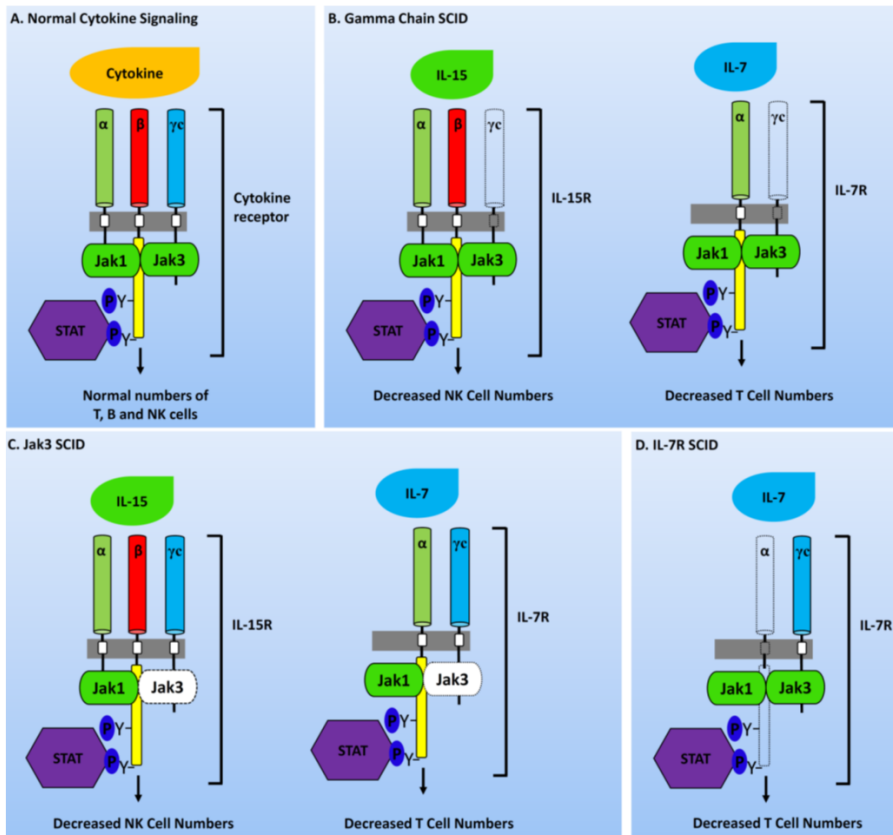 A. Normal Cytokine Signaling
Cytokine
α β γc
Cytokine
receptor
Jak1 Jak3
P Y
STAT P Y
Normal numbers of
T, B and NK cells
B. Gamma Chain SCID
IL-15
α β γc
IL-15R
Jak1 Jak3
P Y
STAT P Y
Decreased NK Cell Numbers
IL-7
α γc
IL-7R
Jak1 Jak3
P Y
STAT P Y
Decreased T Cell Numbers
C. Jak3 SCID
IL-15
α β γc
IL-15R
Jak1 Jak3
P Y
STAT P Y
Decreased NK Cell Numbers
IL-7
α γc
IL-7R
Jak1 Jak3
P Y
STAT P Y
Decreased T Cell Numbers
D. IL-7R SCID
IL-7
α γc
IL-7R
Jak1 Jak3
P Y
STAT P Y
Decreased T Cell Numbers